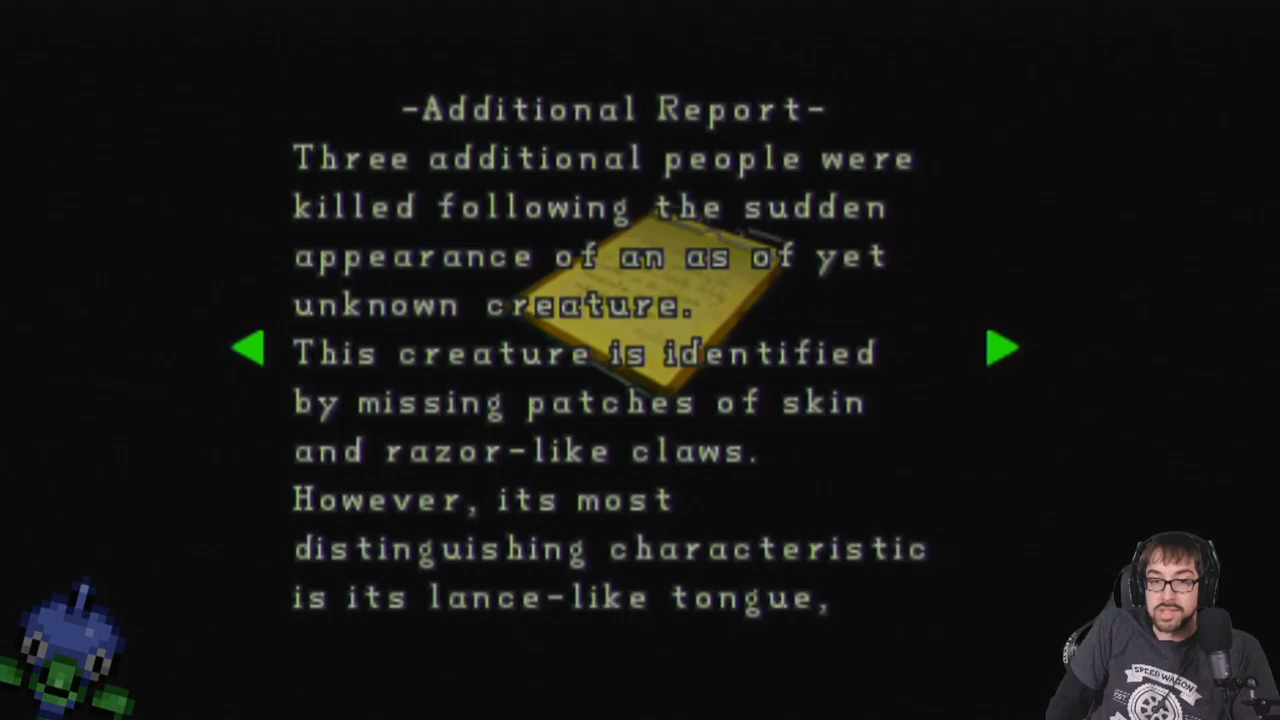 -Additional Report-
Three additional people were
killed following the sudden
appearance of an as of yet
unknown creature.
This creature is identified
by missing patches of skin
and razor-like claws.
However, its most
distinguishing characteristic
is its lance-like tongue,
SPEED WAGON